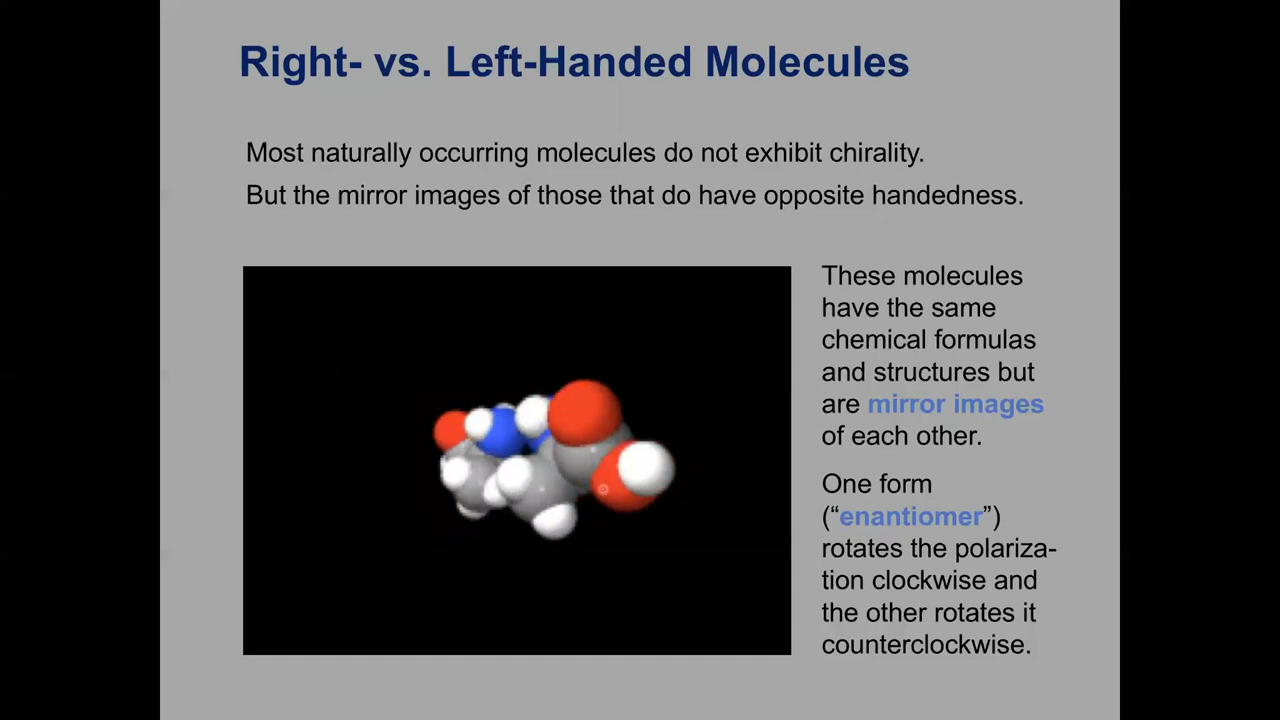 Right- vs. Left-Handed Molecules
Most naturally occurring molecules do not exhibit chirality.
But the mirror images of those that do have opposite handedness.
These molecules
have the same
chemical formulas
and structures but
are mirror images
of each other.
One form
(“enantiomer”)
rotates the polariza-
tion clockwise and
the other rotates it
counterclockwise.